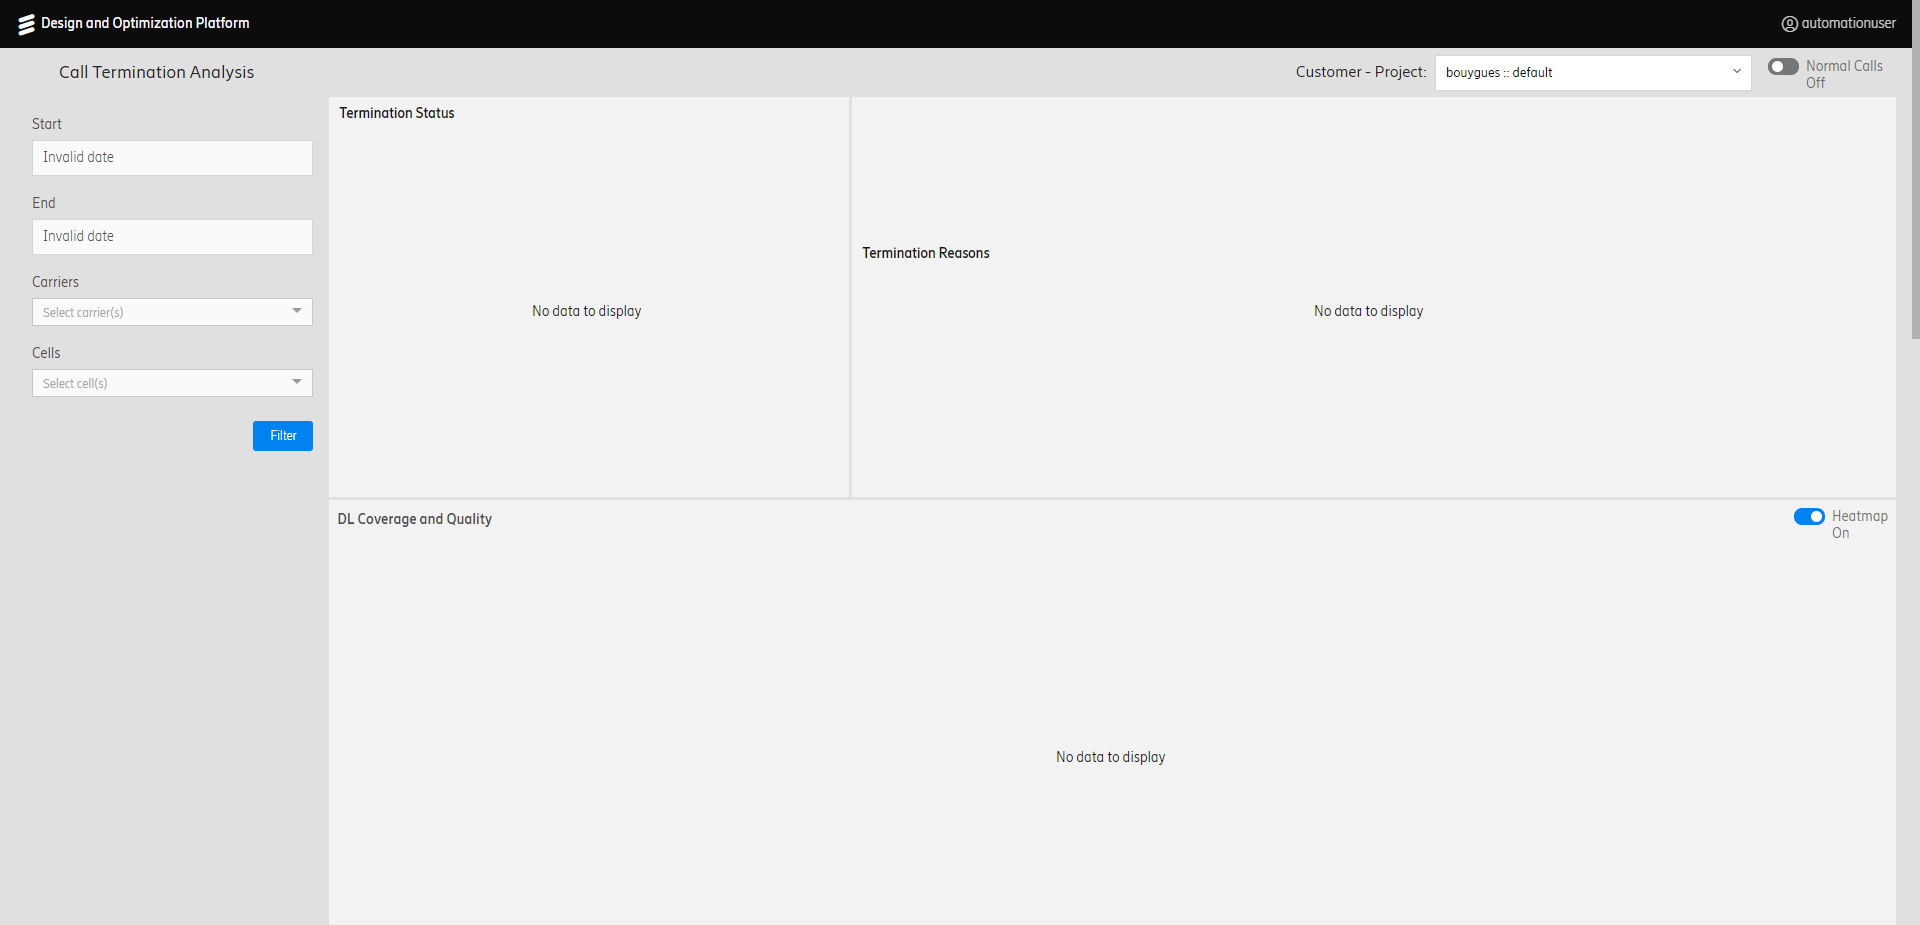 Design and Optimization Platform
automationuser
Call Termination Analysis
Customer - Project:
bouygues :: default
Normal Calls
Off
Start
Invalid date
End
Invalid date
Carriers
Select carrier(s)
Cells
Select cell(s)
Filter
Termination Status
No data to display
Termination Reasons
No data to display
DL Coverage and Quality
Heatmap
On
No data to display